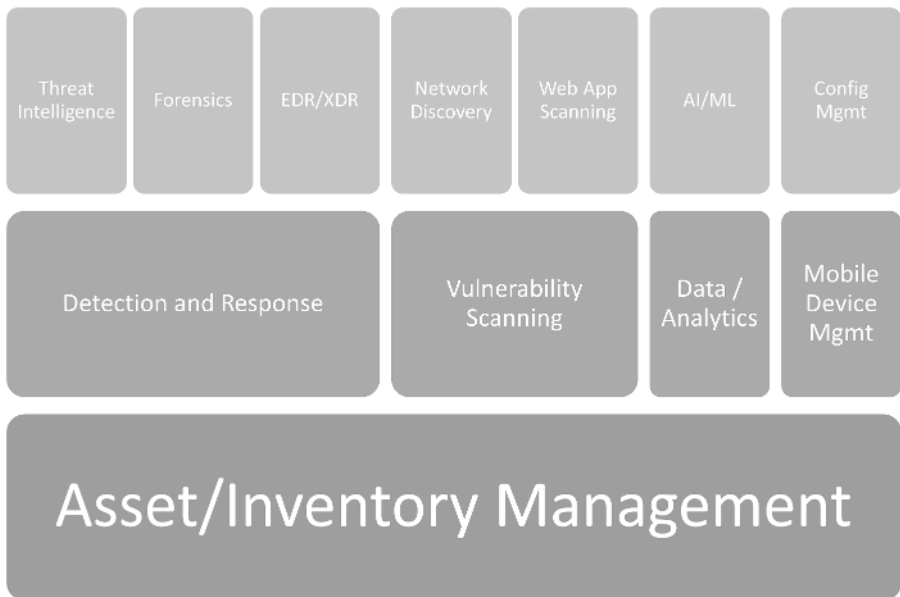 Threat
Intelligence
Forensics
EDR/XDR
Network
Discovery
Web App
Scanning
AI/ML
Config
Mgmt
Detection and Response
Vulnerability
Scanning
Data /
Analytics
Mobile
Device
Mgmt
Asset/Inventory Management